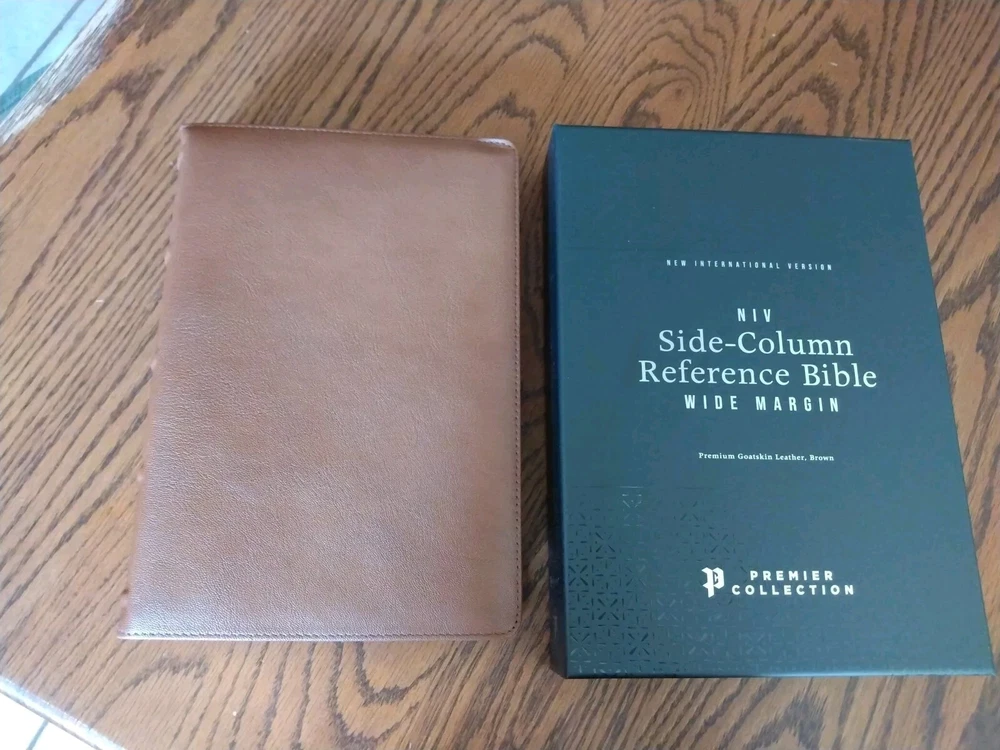 NEW INTERNATIONAL VERSION
NIV
Side-Column
Reference Bible
WIDE MARGIN
Premium Goatskin Leather, Brown
P PREMIER
COLLECTION